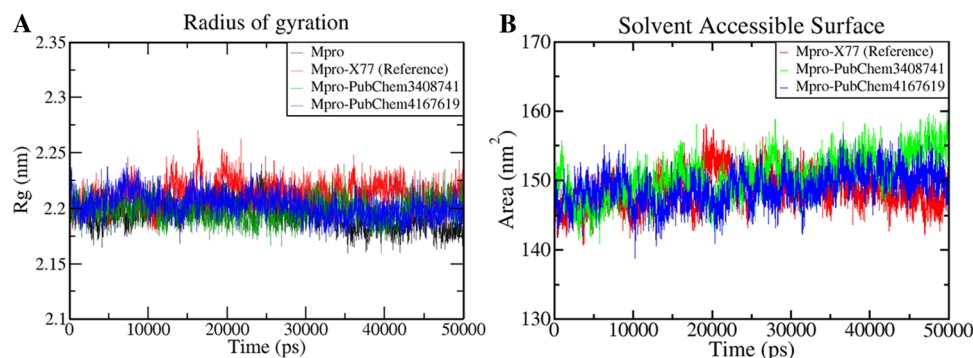 A
Radius of gyration
2.35
2.3
2.25
2.2
2.15
2.1
Rg (nm)
Mpro
Mpro-X77 (Reference)
Mpro-PubChem3408741
Mpro-PubChem4167619
0 10000 20000 30000 40000 50000
Time (ps)
B
Solvent Accessible Surface
170
160
150
140
130
Area (nm²)
Mpro-X77 (Reference)
Mpro-PubChem3408741
Mpro-PubChem4167619
0 10000 20000 30000 40000 50000
Time (ps)